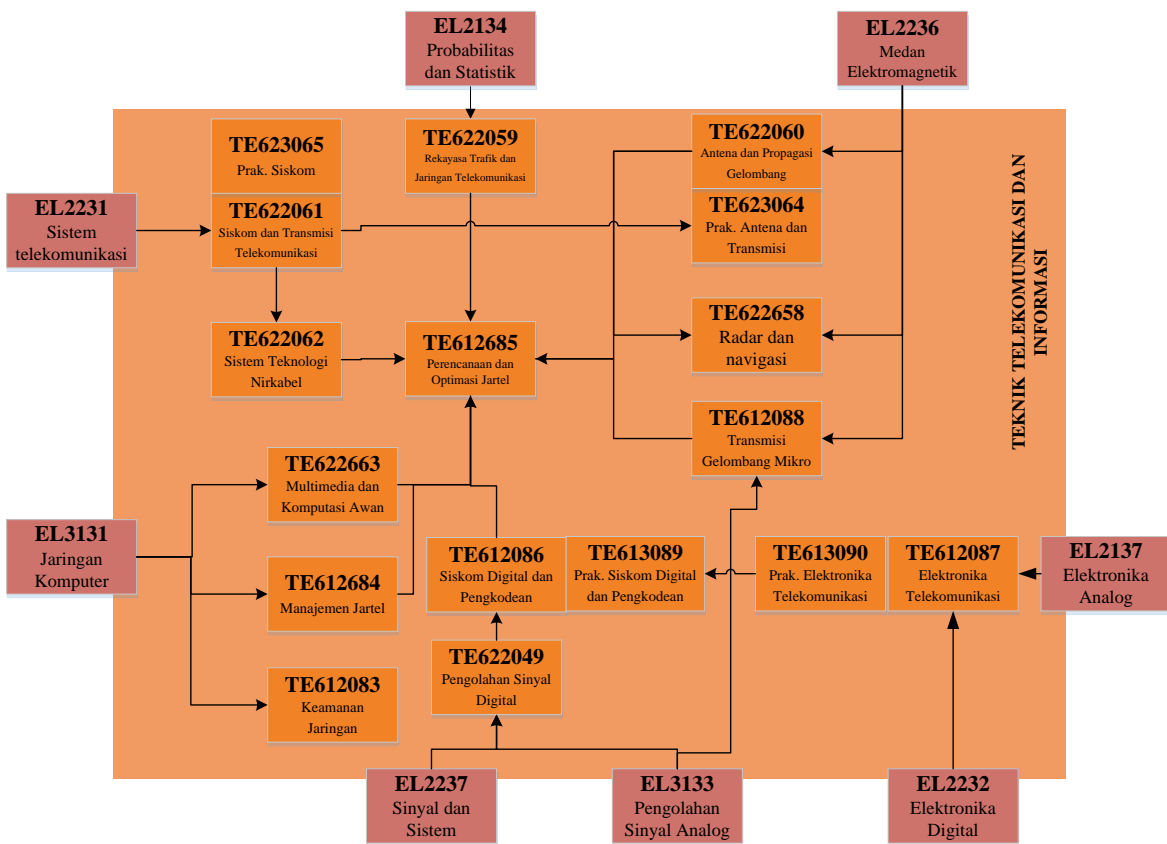 EL2134
Probabilitas
dan Statistik
EL2236
Medan
Elektromagnetik
TE623065
Prak. Siskom
TE622059
Rekayasa Trafik dan
Jaringan Telekomunikasi
TE622060
Antena dan Propagasi
Gelombang
EL2231
Sistem
telekomunikasi
TE622061
Siskom dan Transmisi
Telekomunikasi
TE623064
Prak. Antena dan
Transmisi
TEKNIK TELEKOMUNIKASI DAN
INFORMASI
TE622062
Sistem Teknologi
Nirkabel
TE612685
Perencanaan dan
Optimasi Jartel
TE622658
Radar dan
navigasi
TE612088
Transmisi
Gelombang Mikro
TE622663
Multimedia dan
Komputasi Awan
EL3131
Jaringan
Komputer
TE612684
Manajemen Jartel
TE612086
Siskom Digital dan
Pengkodean
TE613089
Prak. Siskom Digital
dan Pengkodean
TE613090
Prak. Elektronika
Telekomunikasi
TE612087
Elektronika
Telekomunikasi
EL2137
Elektronika
Analog
TE612083
Keamanan
Jaringan
TE622049
Pengolahan Sinyal
Digital
EL2237
Sinyal dan
Sistem
EL3133
Pengolahan
Sinyal Analog
EL2232
Elektronika
Digital